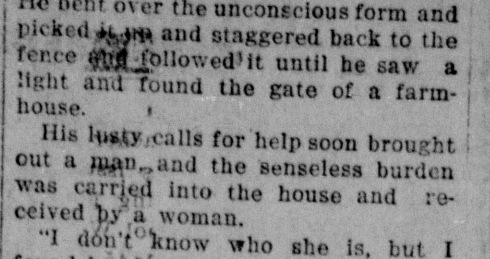 He bent over the unconscious form and
picked it up and staggered back to the
fence and followed it until he saw a
light and found the gate of a farm-
house.
His lusty calls for help soon brought
out a man, and the senseless burden
was carried into the house and re-
ceived by a woman.
"I don't know who she is, but I